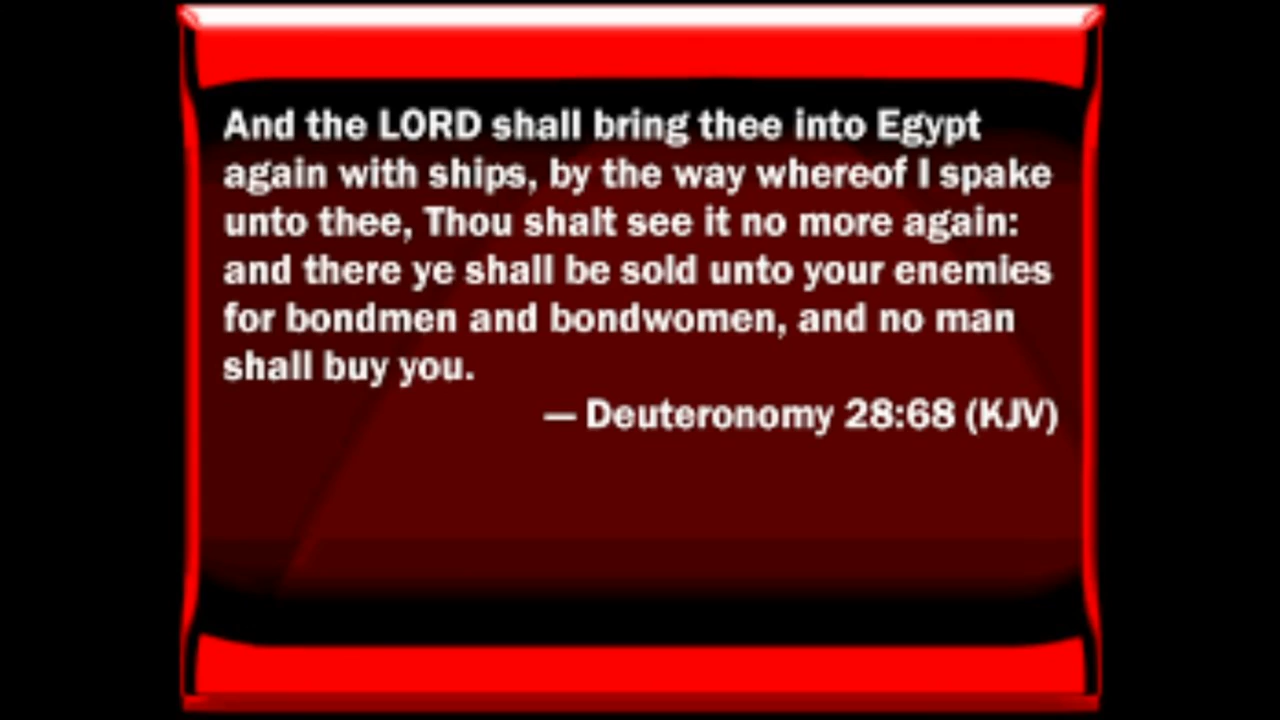 And the LORD shall bring thee into Egypt
again with ships, by the way whereof I spake
unto thee, Thou shalt see it no more again:
and there ye shall be sold unto your enemies
for bondmen and bondwomen, and no man
shall buy you.
— Deuteronomy 28:68 (KJV)